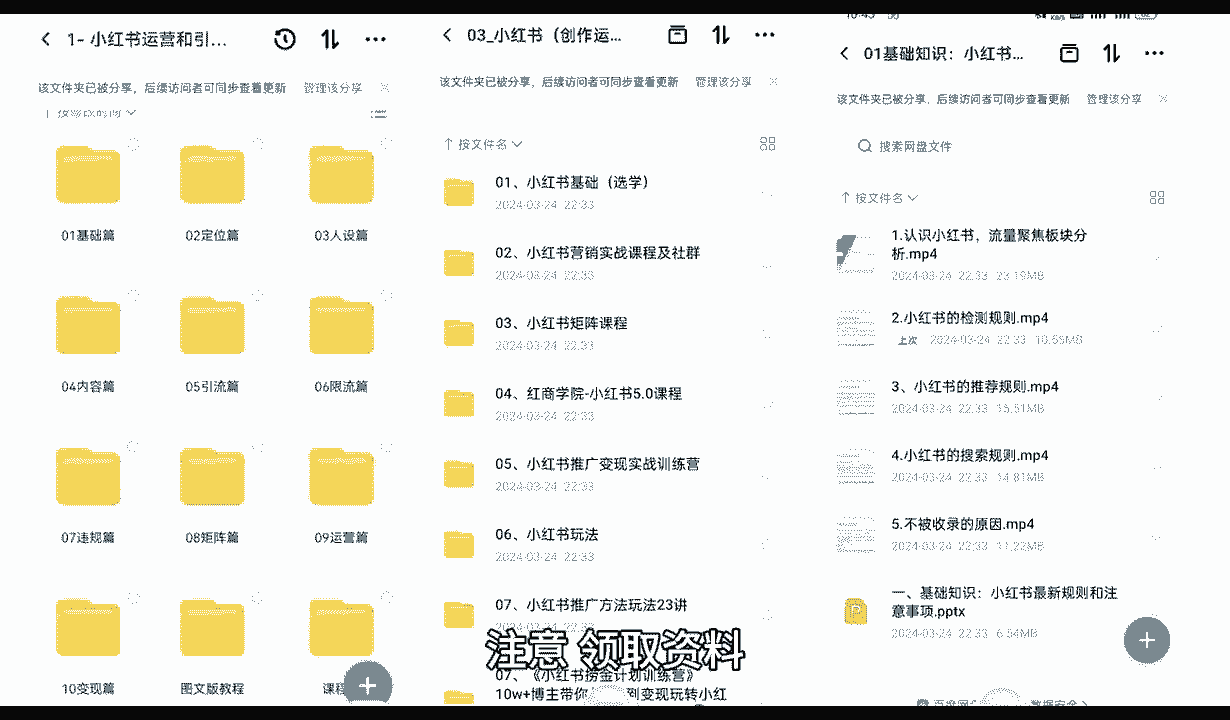 1- 小红书运营和引...
该文件夹已被分享，后续访问者可同步查看更新 管理该分享
01基础篇
02定位篇
03人设篇
04内容篇
05引流篇
06限流篇
07违规篇
08矩阵篇
09运营篇
10变现篇
图文版教程
03_小红书（创作运...
该文件夹已被分享，后续访问者可同步查看更新 管理该分享
按文件名
01、小红书基础（选学）
2024-03-24 22:33
02、小红书营销实战课程及社群
2024-03-24 22:33
03、小红书矩阵课程
2024-03-24 22:33
04、红商学院-小红书5.0课程
2024-03-24 22:33
05、小红书推广变现实战训练营
2024-03-24 22:33
06、小红书玩法
2024-03-24 22:33
07、小红书推广方法玩法23讲
2024-03-24 22:33
07、《小红书捞金计划训练营》
10w+博主带你 到变现玩转小红
01基础知识：小红书...
该文件夹已被分享，后续访问者可同步查看更新 管理该分享
搜索网盘文件
按文件名
1.认识小红书，流量聚焦板块分
析.mp4
2024-03-24 22:33 23.19MB
2.小红书的检测规则.mp4
上次 2024-03-24 22:33
3、小红书的推荐规则.mp4
2024-03-24 22:33 15.51MB
4.小红书的搜索规则.mp4
2024-03-24 22:33 14.81MB
5.不被收录的原因.mp4
2024-03-24 22:33 11.22MB
一、基础知识：小红书最新规则和注
意事项.pptx
2024-03-24 22:33 6.54MB
注意 领取资料